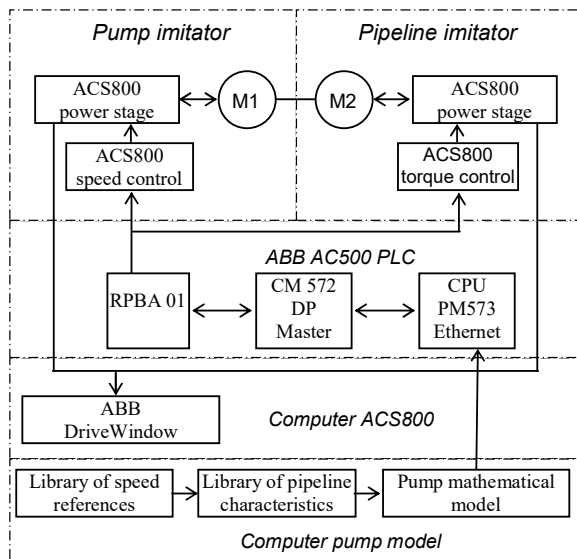 Pump imitator
Pipeline imitator
ACS800
power stage
M1
M2
ACS800
power stage
ACS800
speed control
ACS800
torque control
ABB AC500 PLC
RPBA 01
CM 572
DP
Master
CPU
PM573
Ethernet
ABB
DriveWindow
Computer ACS800
Library of speed
references
Library of pipeline
characteristics
Pump mathematical
model
Computer pump model